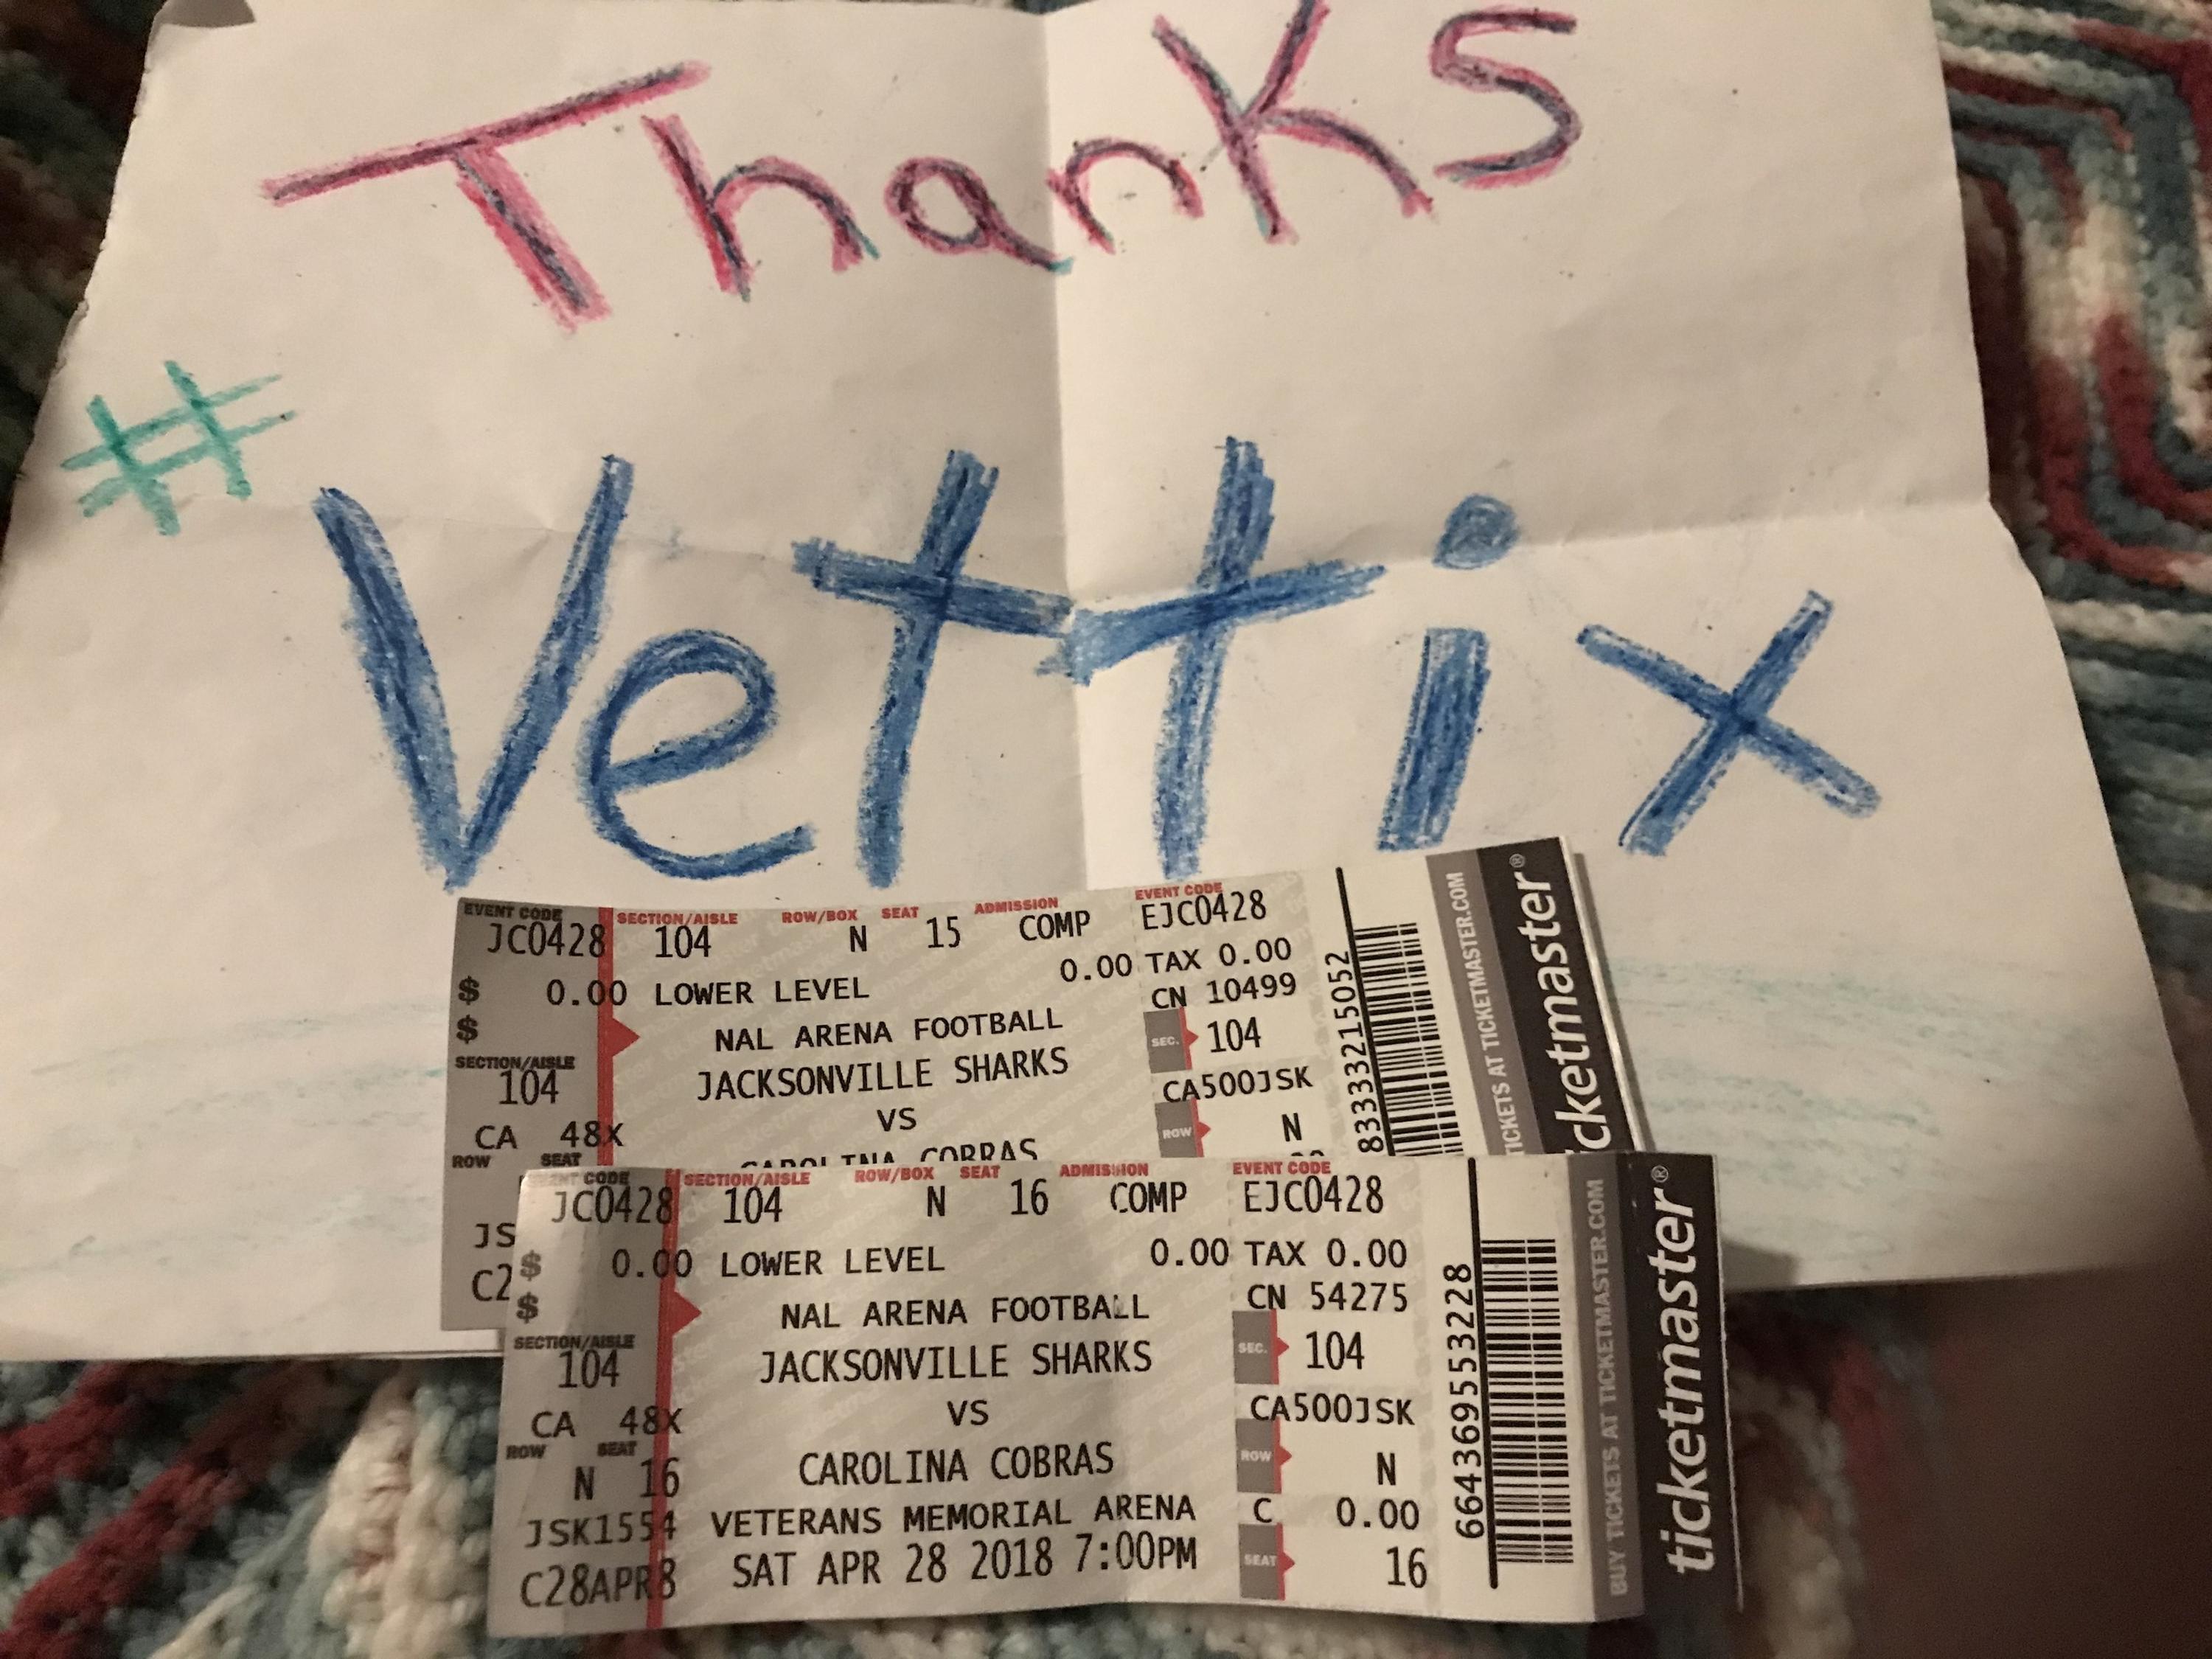 Thanks
#
Vettix
EVENT CODE SECTION/AISLE ROW/BOX SEAT ADMISSION EVENT CODE
JC0428 104 N 15 COMP EJC0428
$ 0.00 LOWER LEVEL 0.00 TAX 0.00
$ NAL ARENA FOOTBALL CN 10499
SECTION/AISLE JACKSONVILLE SHARKS SEC. 104
104 VS CA500JSK
CA 48X CAROLINA COBRAS ROW N
ROW SEAT
JS
C2
83333215052
TICKETS AT TICKETMASTER.COM
ticketmaster®
EVENT CODE SECTION/AISLE ROW/BOX SEAT ADMISSION EVENT CODE
JC0428 104 N 16 COMP EJC0428
$ 0.00 LOWER LEVEL 0.00 TAX 0.00
$ NAL ARENA FOOTBALL CN 54275
SECTION/AISLE JACKSONVILLE SHARKS SEC. 104
104 VS CA500JSK
CA 48X CAROLINA COBRAS ROW N
ROW SEAT
N 16 VETERANS MEMORIAL ARENA C 0.00
JSK1554 SAT APR 28 2018 7:00PM SEAT 16
C28APR8
664369553228
BUY TICKETS AT TICKETMASTER.COM
ticketmaster®